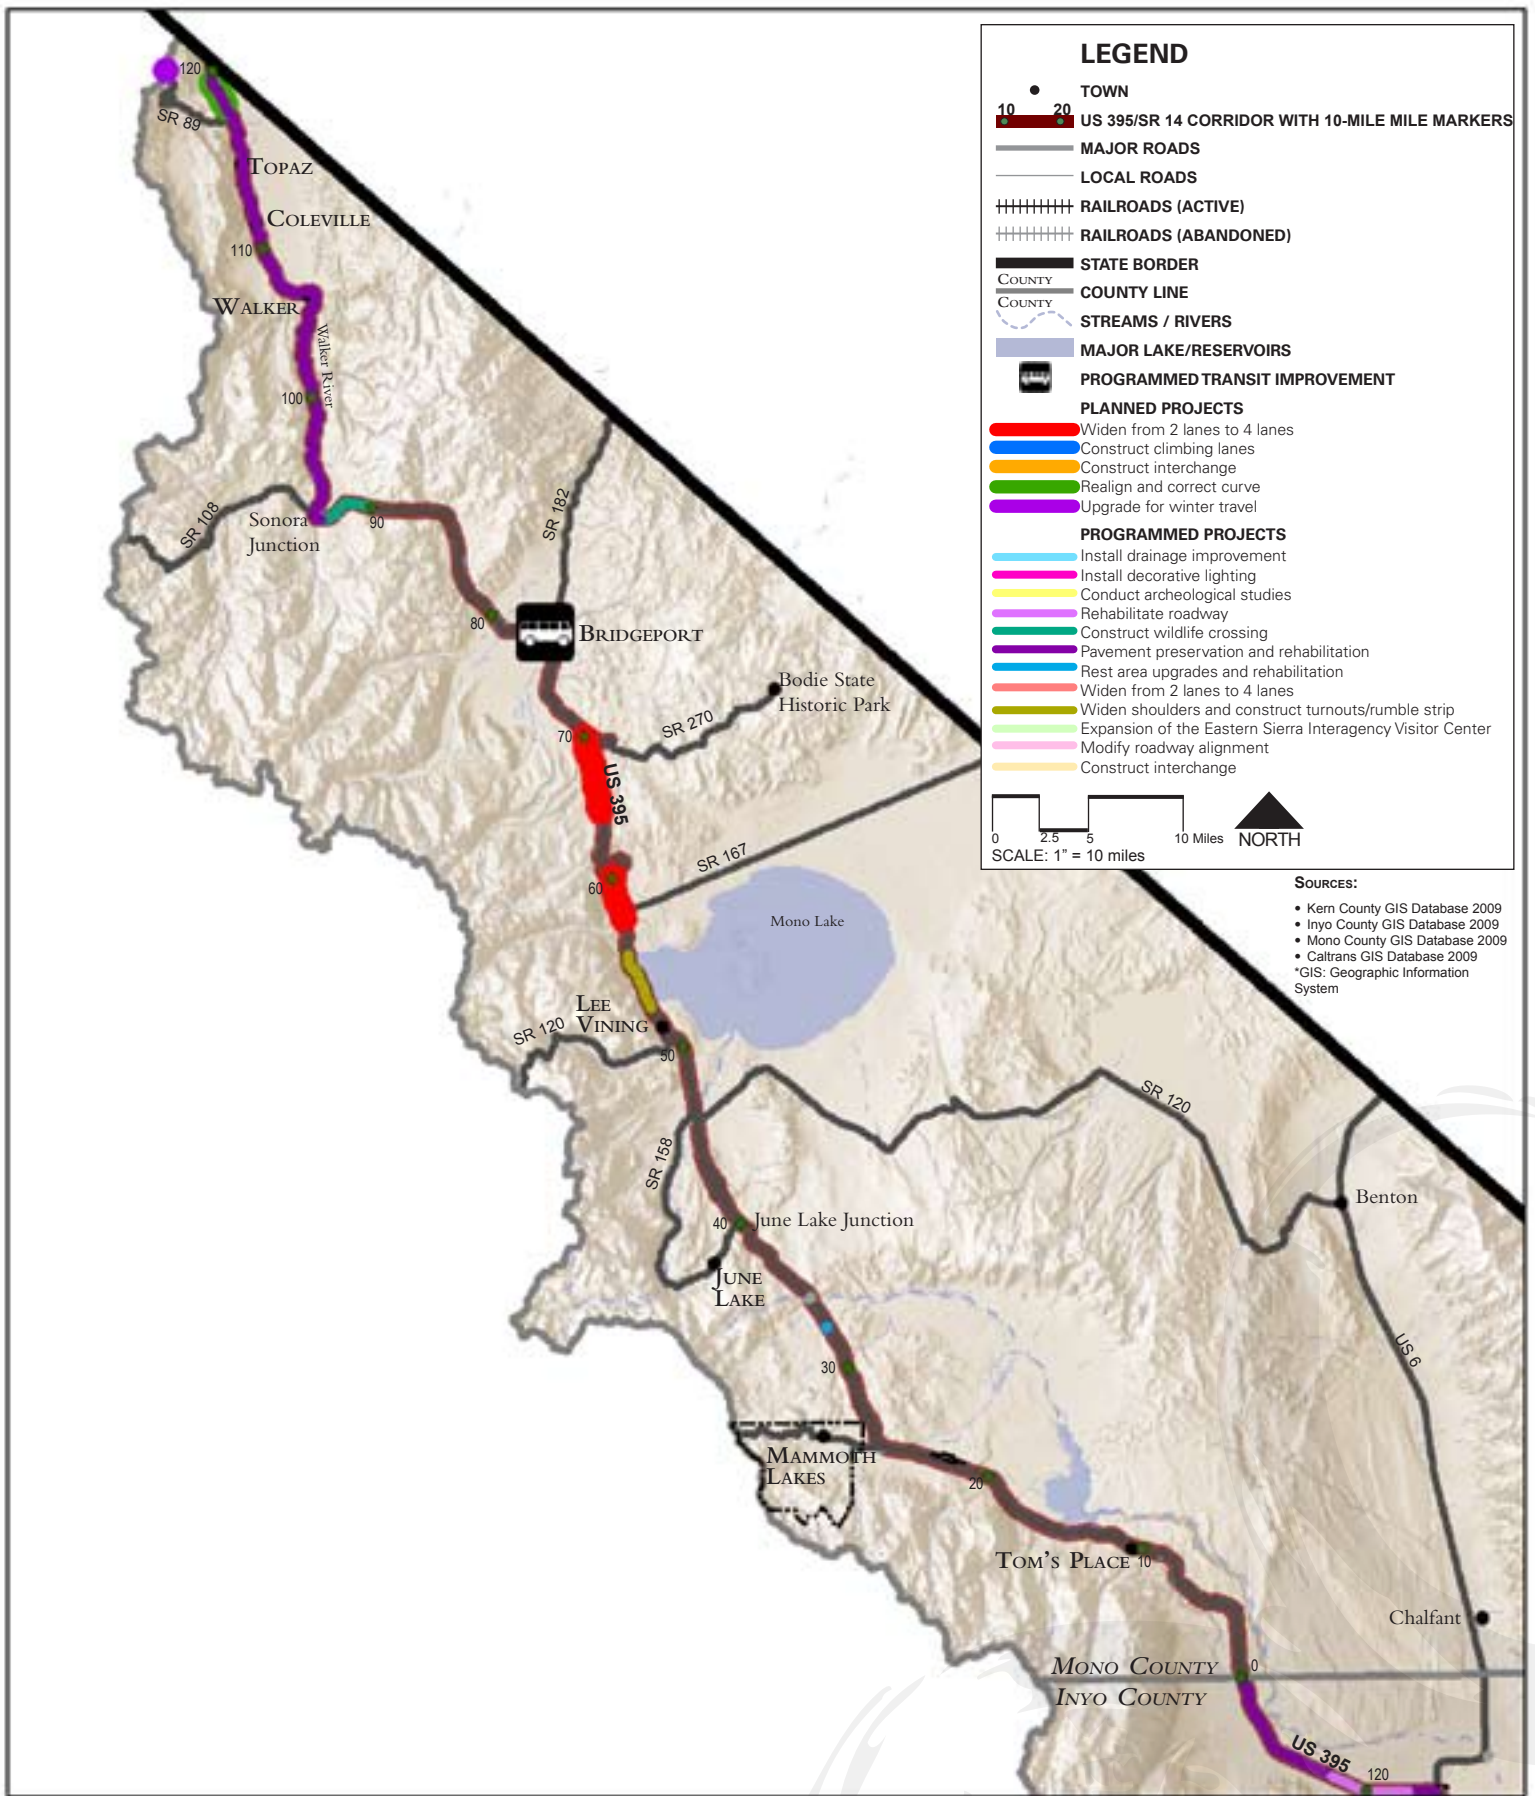 LEGEND
TOWN
10 20
US 395/SR 14 CORRIDOR WITH 10-MILE MILE MARKERS
MAJOR ROADS
LOCAL ROADS
RAILROADS (ACTIVE)
RAILROADS (ABANDONED)
STATE BORDER
COUNTY
COUNTY LINE
COUNTY
STREAMS / RIVERS
MAJOR LAKE/RESERVOIRS
PROGRAMMED TRANSIT IMPROVEMENT
PLANNED PROJECTS
Widen from 2 lanes to 4 lanes
Construct climbing lanes
Construct interchange
Realign and correct curve
Upgrade for winter travel
PROGRAMMED PROJECTS
Install drainage improvement
Install decorative lighting
Conduct archeological studies
Rehabilitate roadway
Construct wildlife crossing
Pavement preservation and rehabilitation
Rest area upgrades and rehabilitation
Widen from 2 lanes to 4 lanes
Widen shoulders and construct turnouts/rumble strip
Expansion of the Eastern Sierra Interagency Visitor Center
Modify roadway alignment
Construct interchange
0 2.5 5 10 Miles
SCALE: 1" = 10 miles
NORTH
SOURCES:
• Kern County GIS Database 2009
• Inyo County GIS Database 2009
• Mono County GIS Database 2009
• Caltrans GIS Database 2009
*GIS: Geographic Information
System
120
SR 89
TOPAZ
COLEVILLE
110
WALKER
Walker River
100
SR 108
Sonora
Junction
90
SR 182
80
BRIDGEPORT
Bodie State
Historic Park
SR 270
70
US 395
SR 167
60
Mono Lake
LEE
VINING
SR 120
50
SR 120
SR 158
Benton
40
June Lake Junction
JUNE
LAKE
30
US 6
MAMMOTH
LAKES
20
TOM'S PLACE
10
Chalfant
MONO COUNTY
0
INYO COUNTY
US 395
120